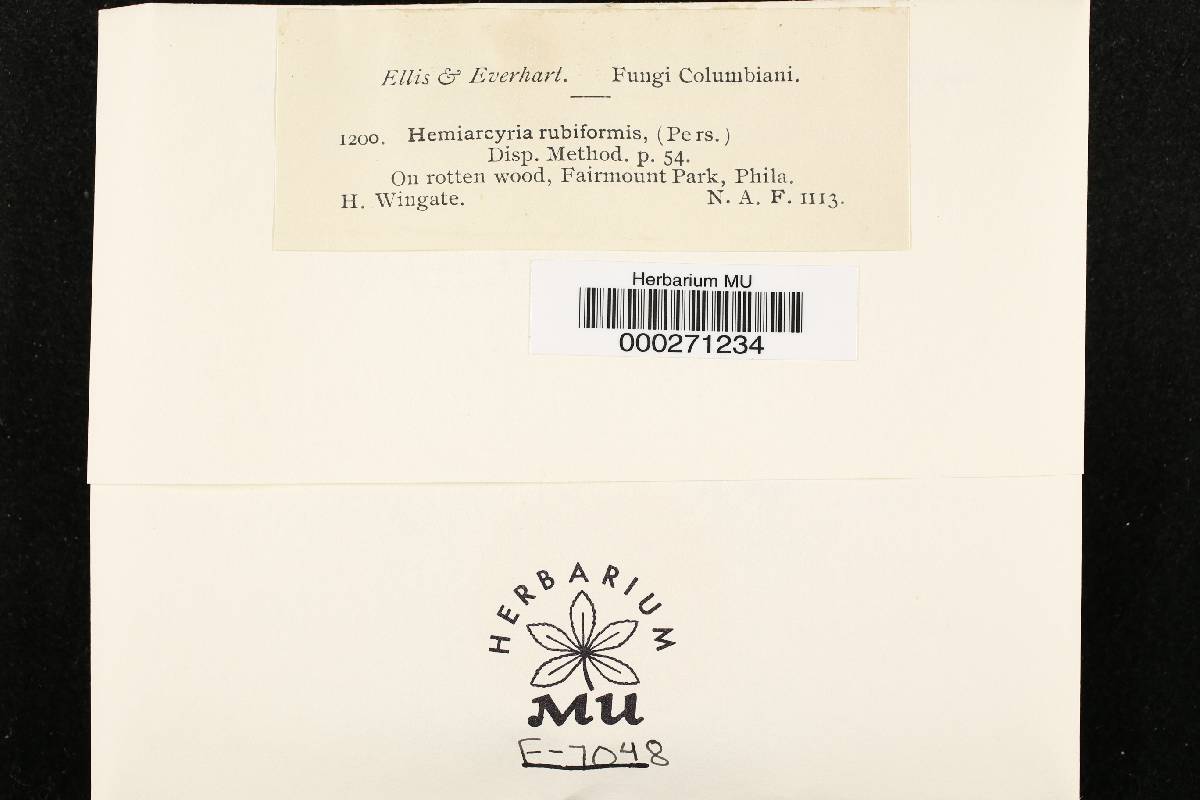 Ellis & Everhart. Fungi Columbiani.
1200. Hemiarcyria rubiformis, (Pers.)
Disp. Method. p. 54.
On rotten wood, Fairmount Park, Phila.
H. Wingate. N. A. F. 1113.
Herbarium MU
000271234
HERBARIUM
MU
F-7048